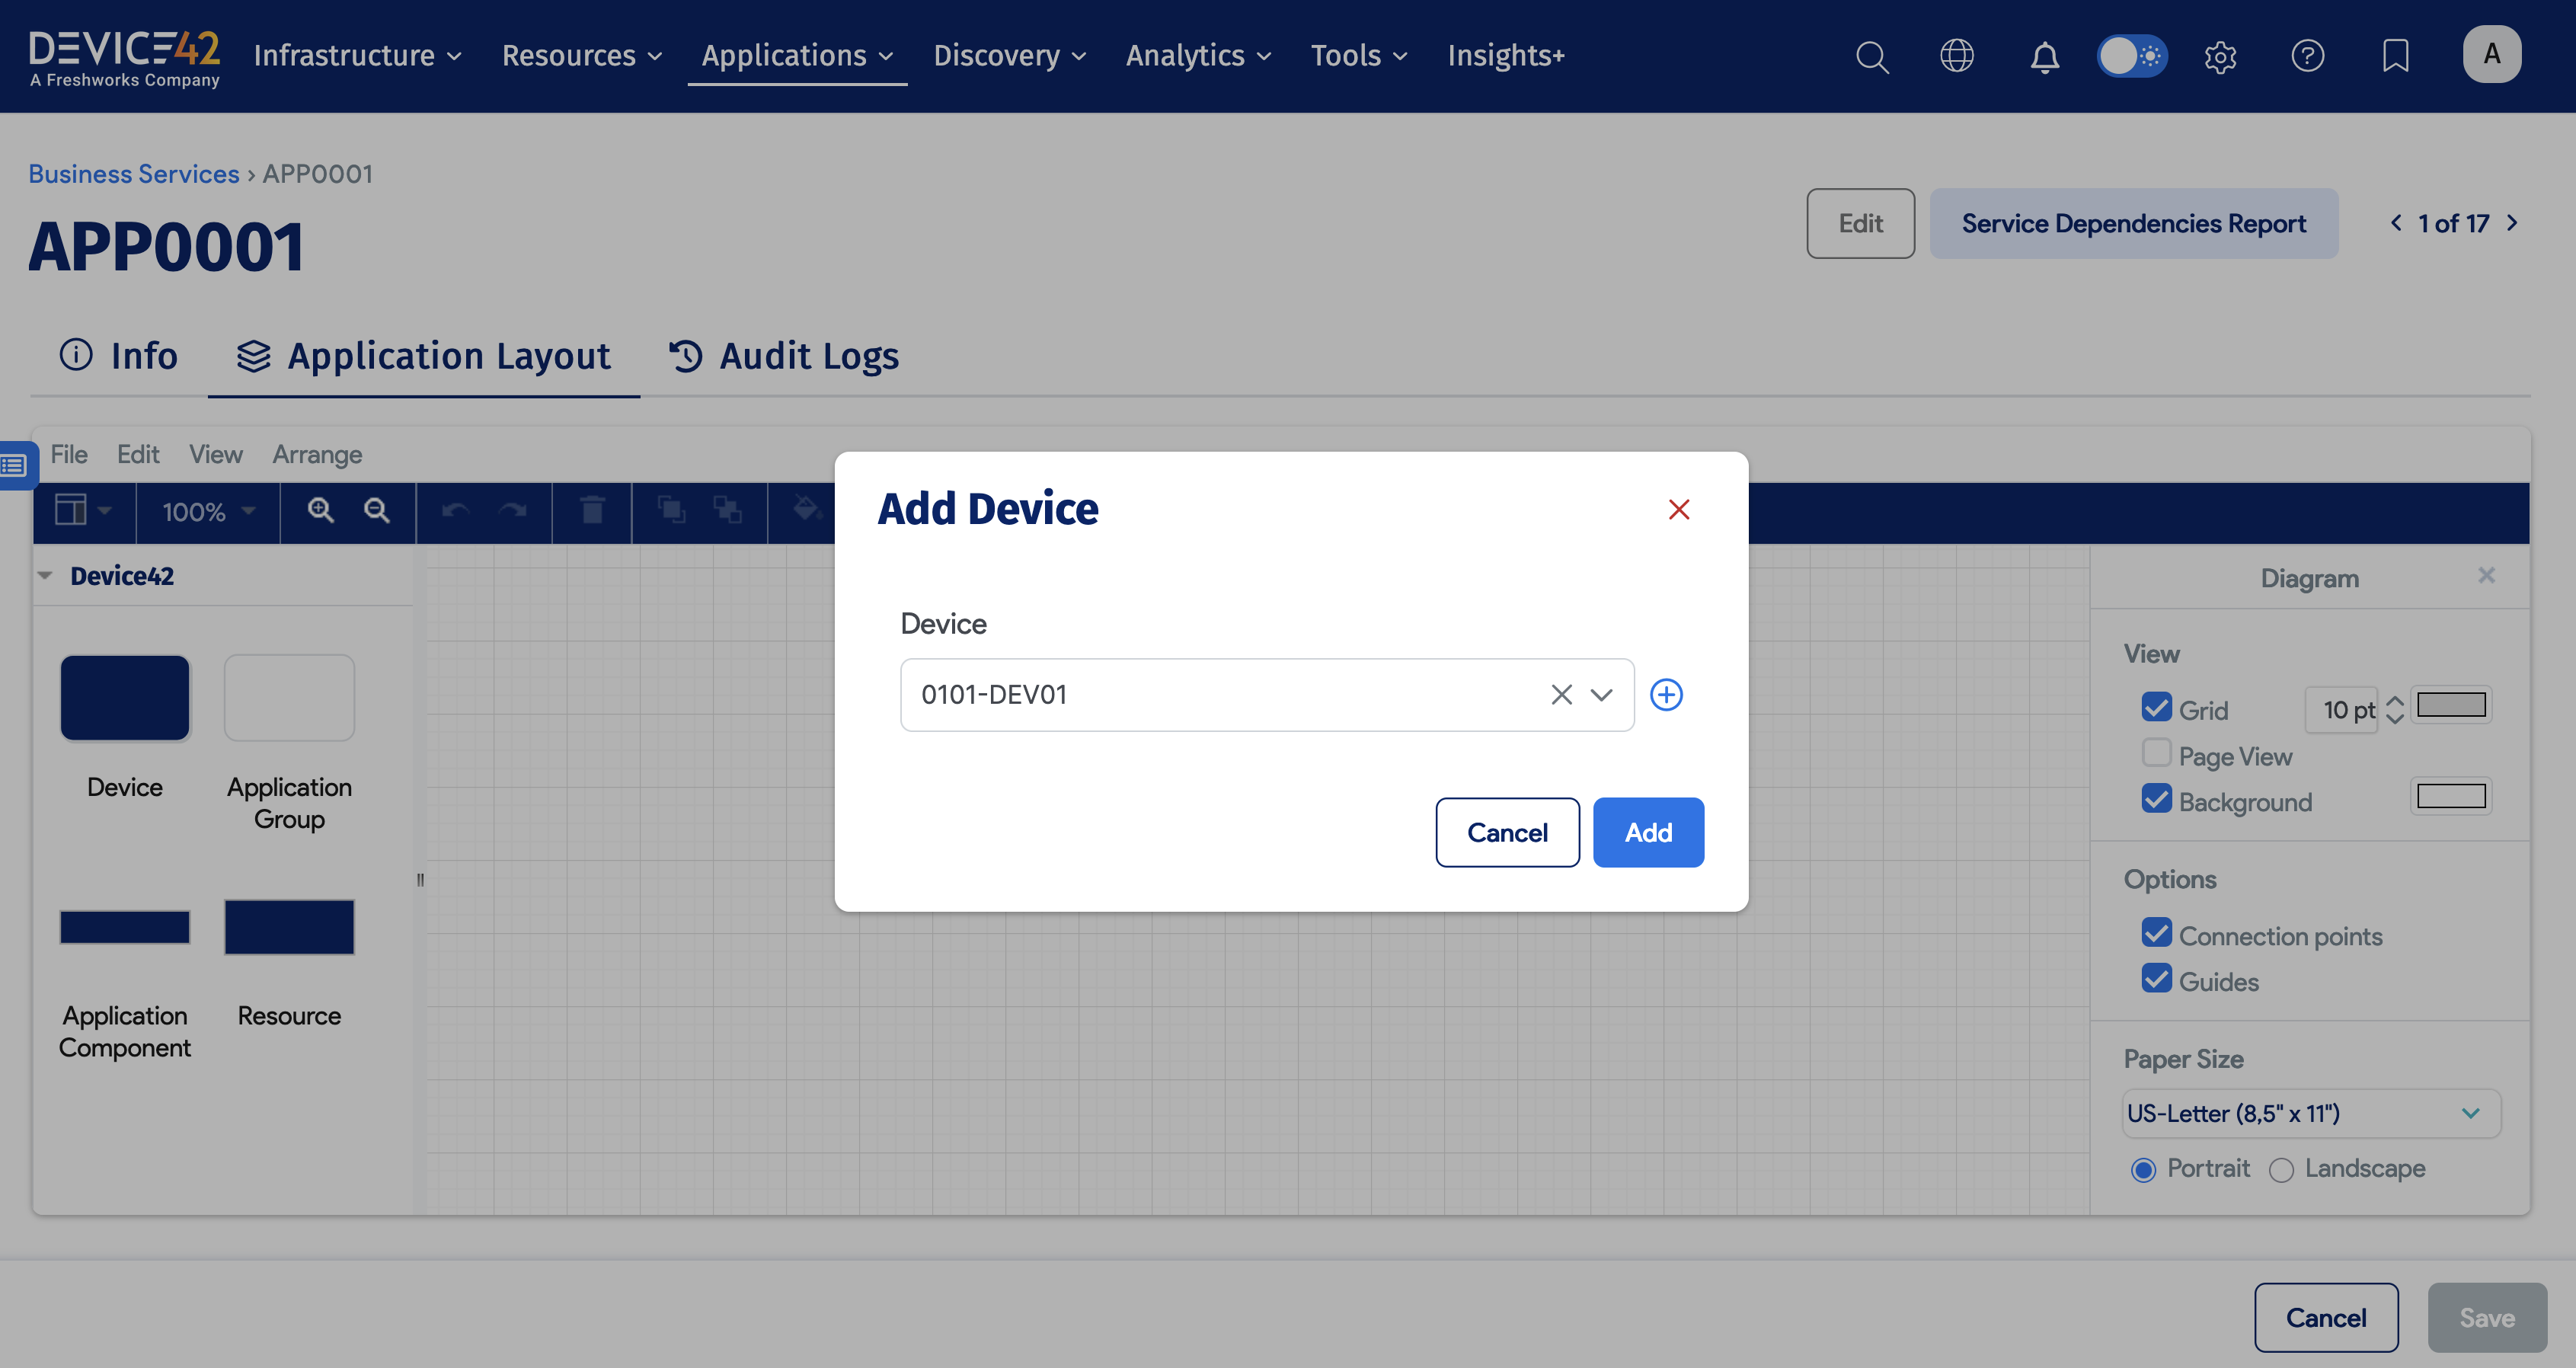 DEVICE42
A Freshworks Company
Infrastructure Resources Applications Discovery Analytics Tools Insights+
A
Business Services › APP0001
APP0001
Edit Service Dependencies Report 1 of 17
Info Application Layout Audit Logs
File Edit View Arrange
100%
Device42
Device
Application
Group
Application
Component
Resource
Add Device
Device
0101-DEV01
Cancel Add
Diagram
View
Grid 10 pt
Page View
Background
Options
Connection points
Guides
Paper Size
US-Letter (8,5" x 11")
Portrait Landscape
Cancel Save